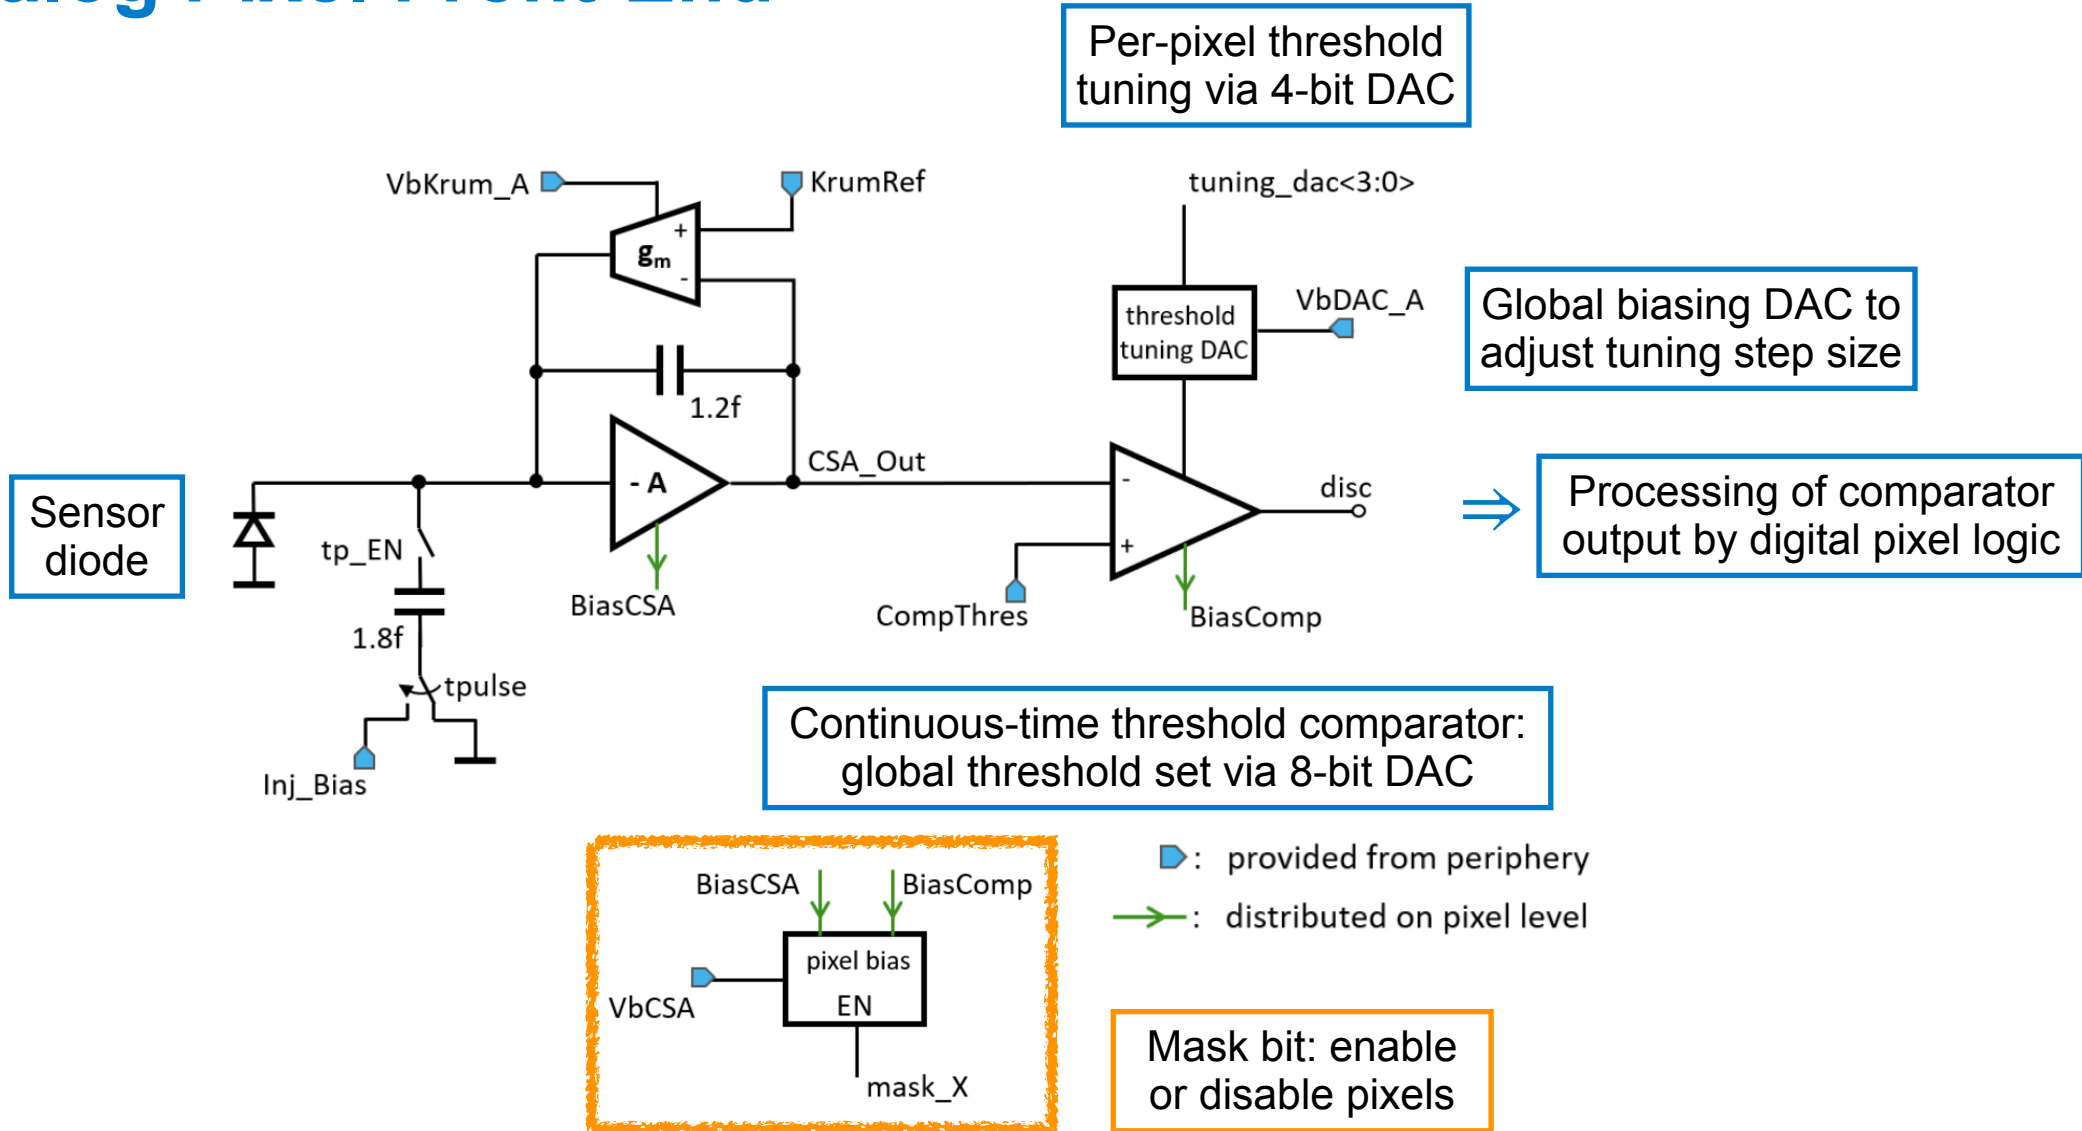 Per-pixel threshold
tuning via 4-bit DAC
VbKrum_A
KrumRef
tuning_dac<3:0>
+
gm
-
threshold
tuning DAC
VbDAC_A
Global biasing DAC to
adjust tuning step size
1.2f
Sensor
diode
- A
CSA_Out
-
+
disc
⇒
Processing of comparator
output by digital pixel logic
tp_EN
1.8f
BiasCSA
CompThres
BiasComp
tpulse
Inj_Bias
Continuous-time threshold comparator:
global threshold set via 8-bit DAC
BiasCSA
BiasComp
pixel bias
EN
VbCSA
mask_X
: provided from periphery
: distributed on pixel level
Mask bit: enable
or disable pixels